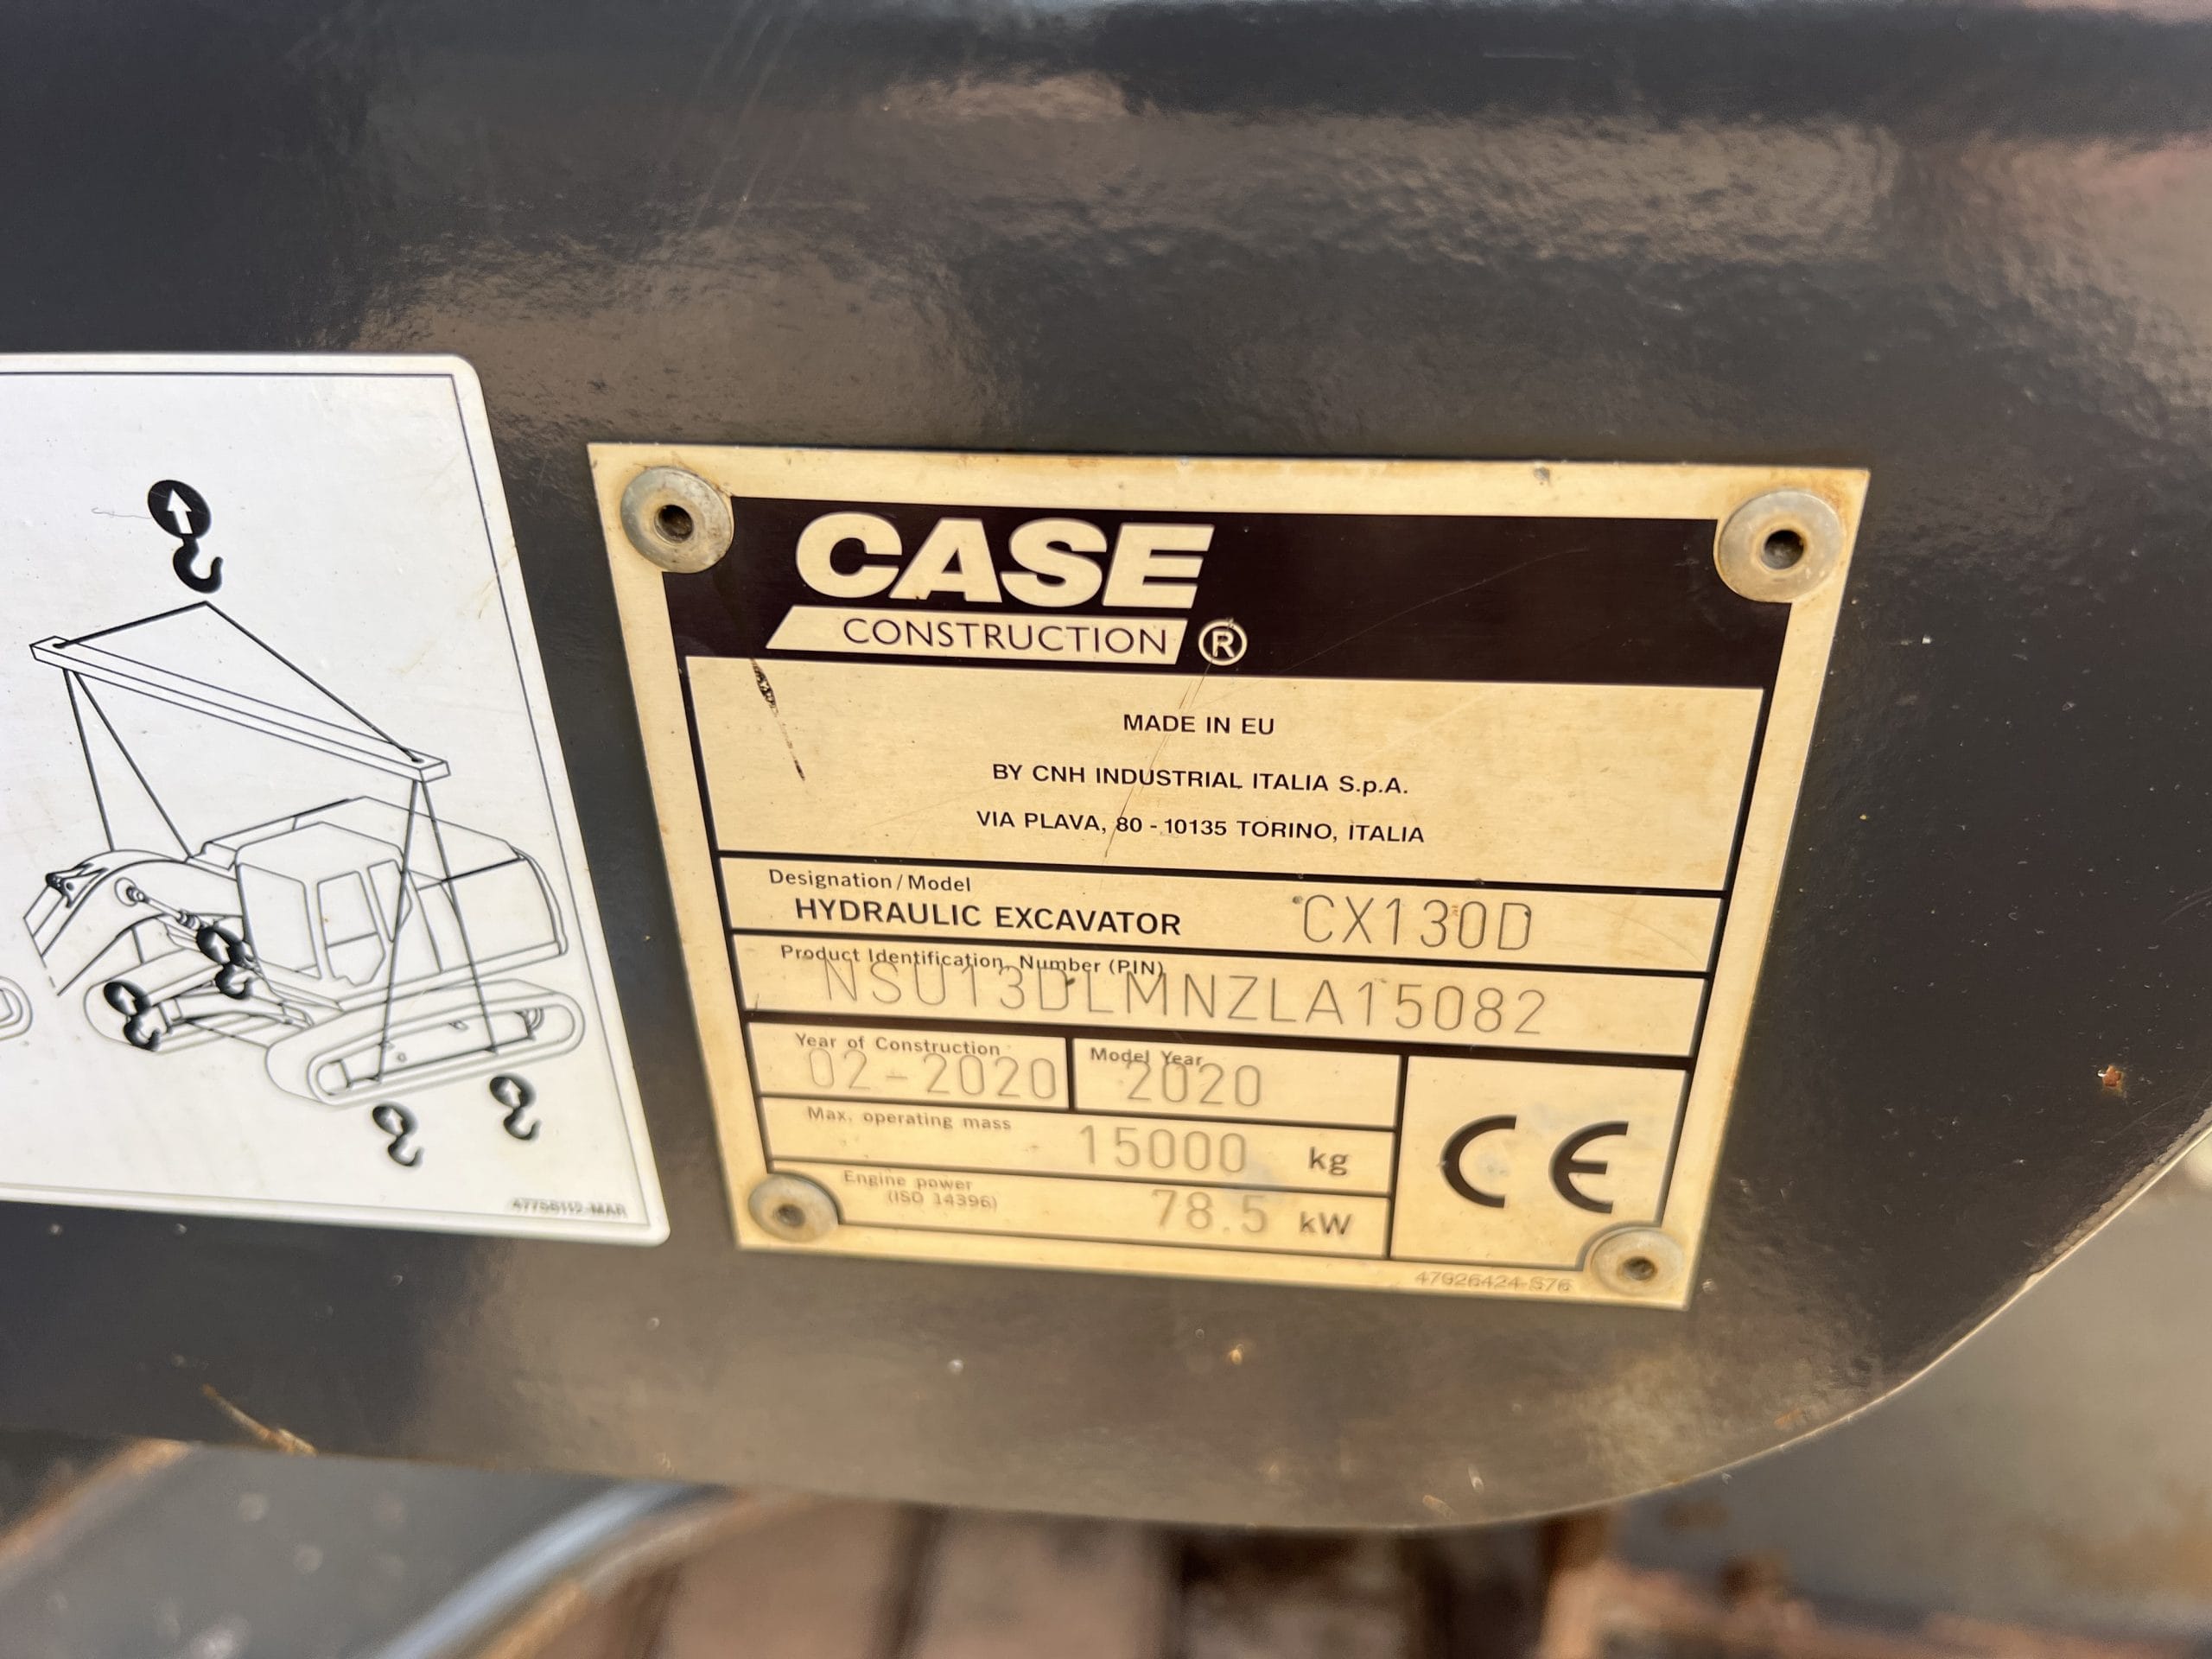 CASE
CONSTRUCTION ®
MADE IN EU
BY CNH INDUSTRIAL ITALIA S.p.A.
VIA PLAVA, 80 - 10135 TORINO, ITALIA
Designation/Model
HYDRAULIC EXCAVATOR CX130D
Product Identification Number (PIN)
NSU13DLMNZLA15082
Year of Construction Model Year
02-2020 2020
Max. operating mass
15000 kg
Engine power
(ISO 14396)
78.5 kW
CE
47926424-S76